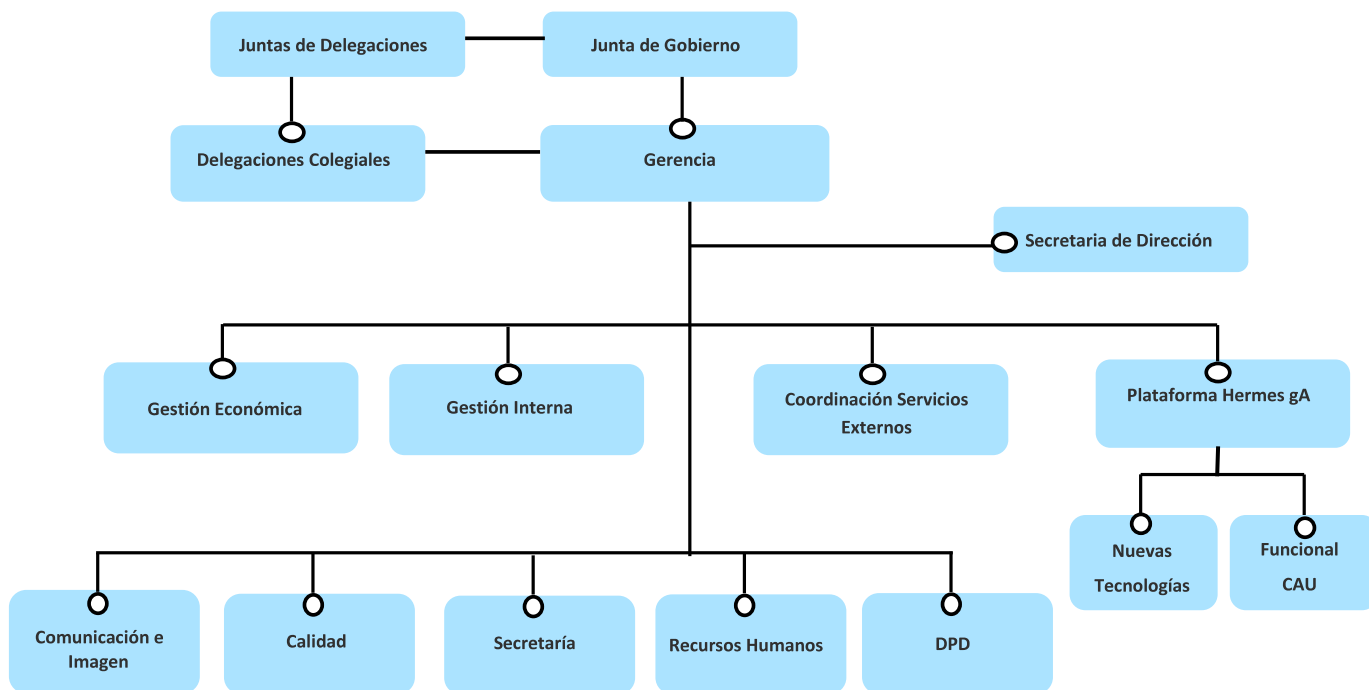 Juntas de Delegaciones
Junta de Gobierno
Delegaciones Colegiales
Gerencia
Secretaria de Dirección
Gestión Económica
Gestión Interna
Coordinación Servicios
Externos
Plataforma Hermes gA
Nuevas
Tecnologías
Funcional
CAU
Comunicación e
Imagen
Calidad
Secretaría
Recursos Humanos
DPD